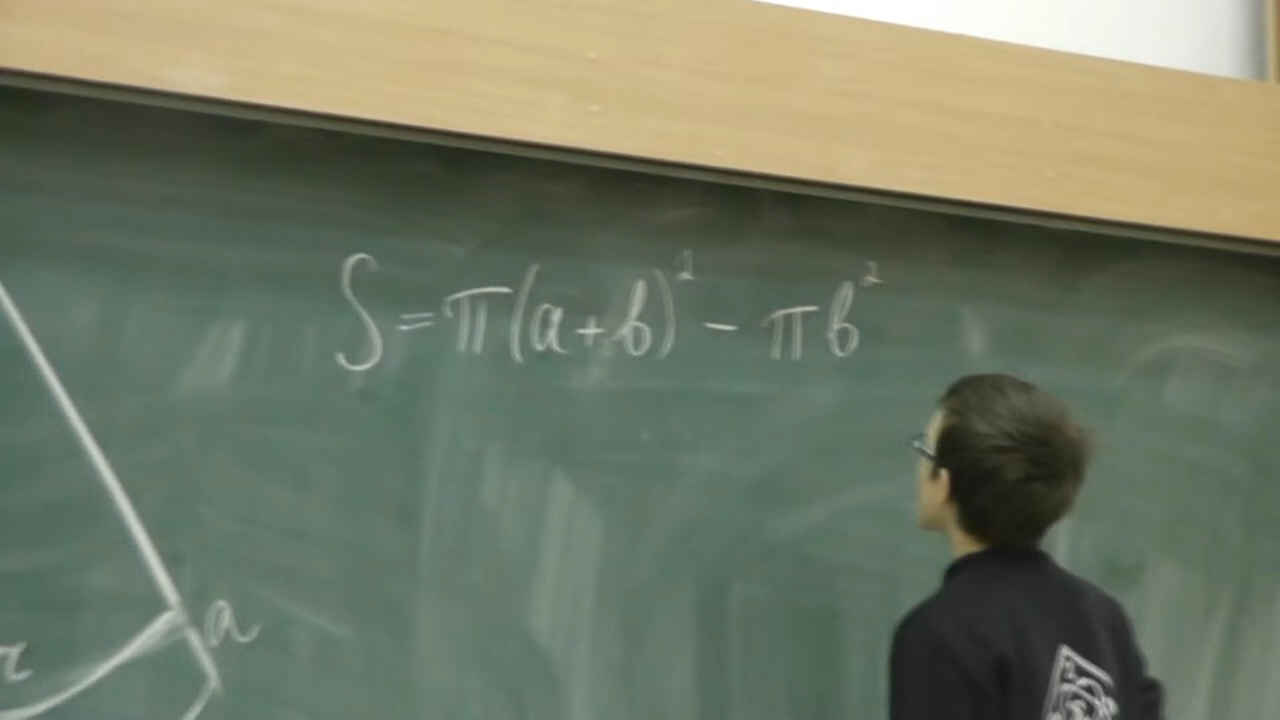 S = π(a+b)² − πb²
a
r